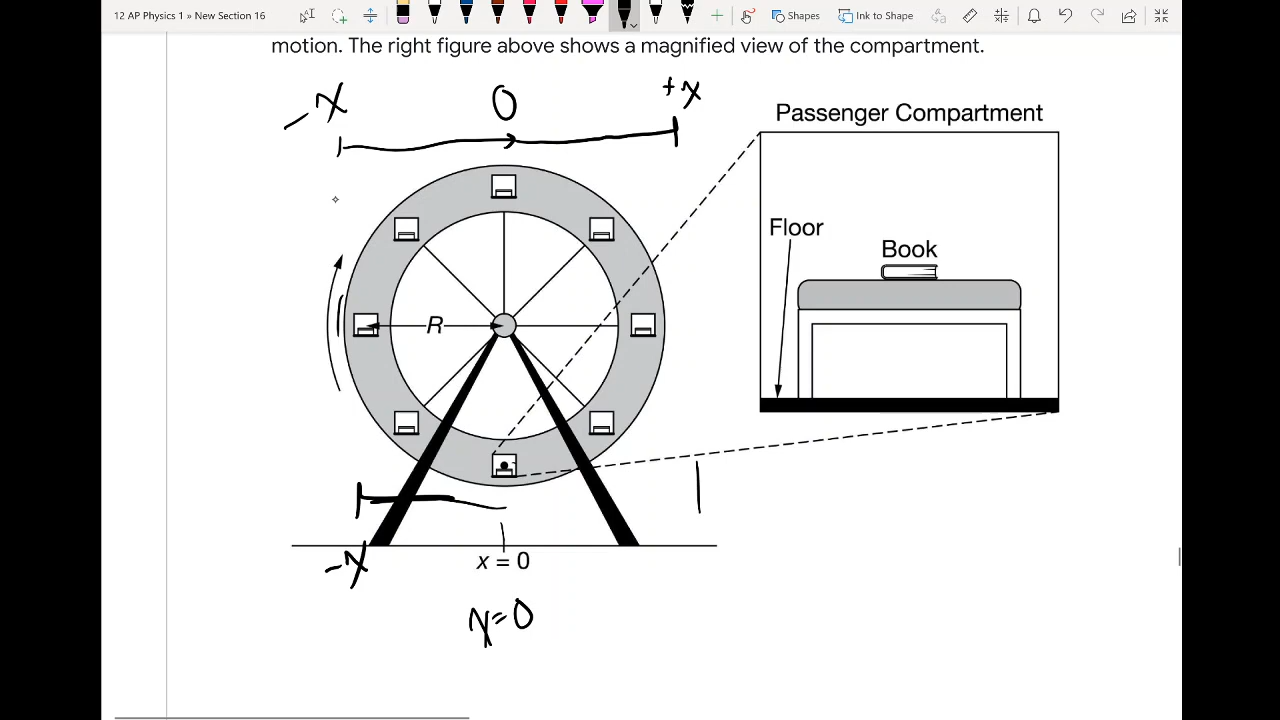 12 AP Physics 1 » New Section 16
Shapes
Ink to Shape
motion. The right figure above shows a magnified view of the compartment.
-x 0 +x
Passenger Compartment
Floor
Book
R
-x
x = 0
x=0